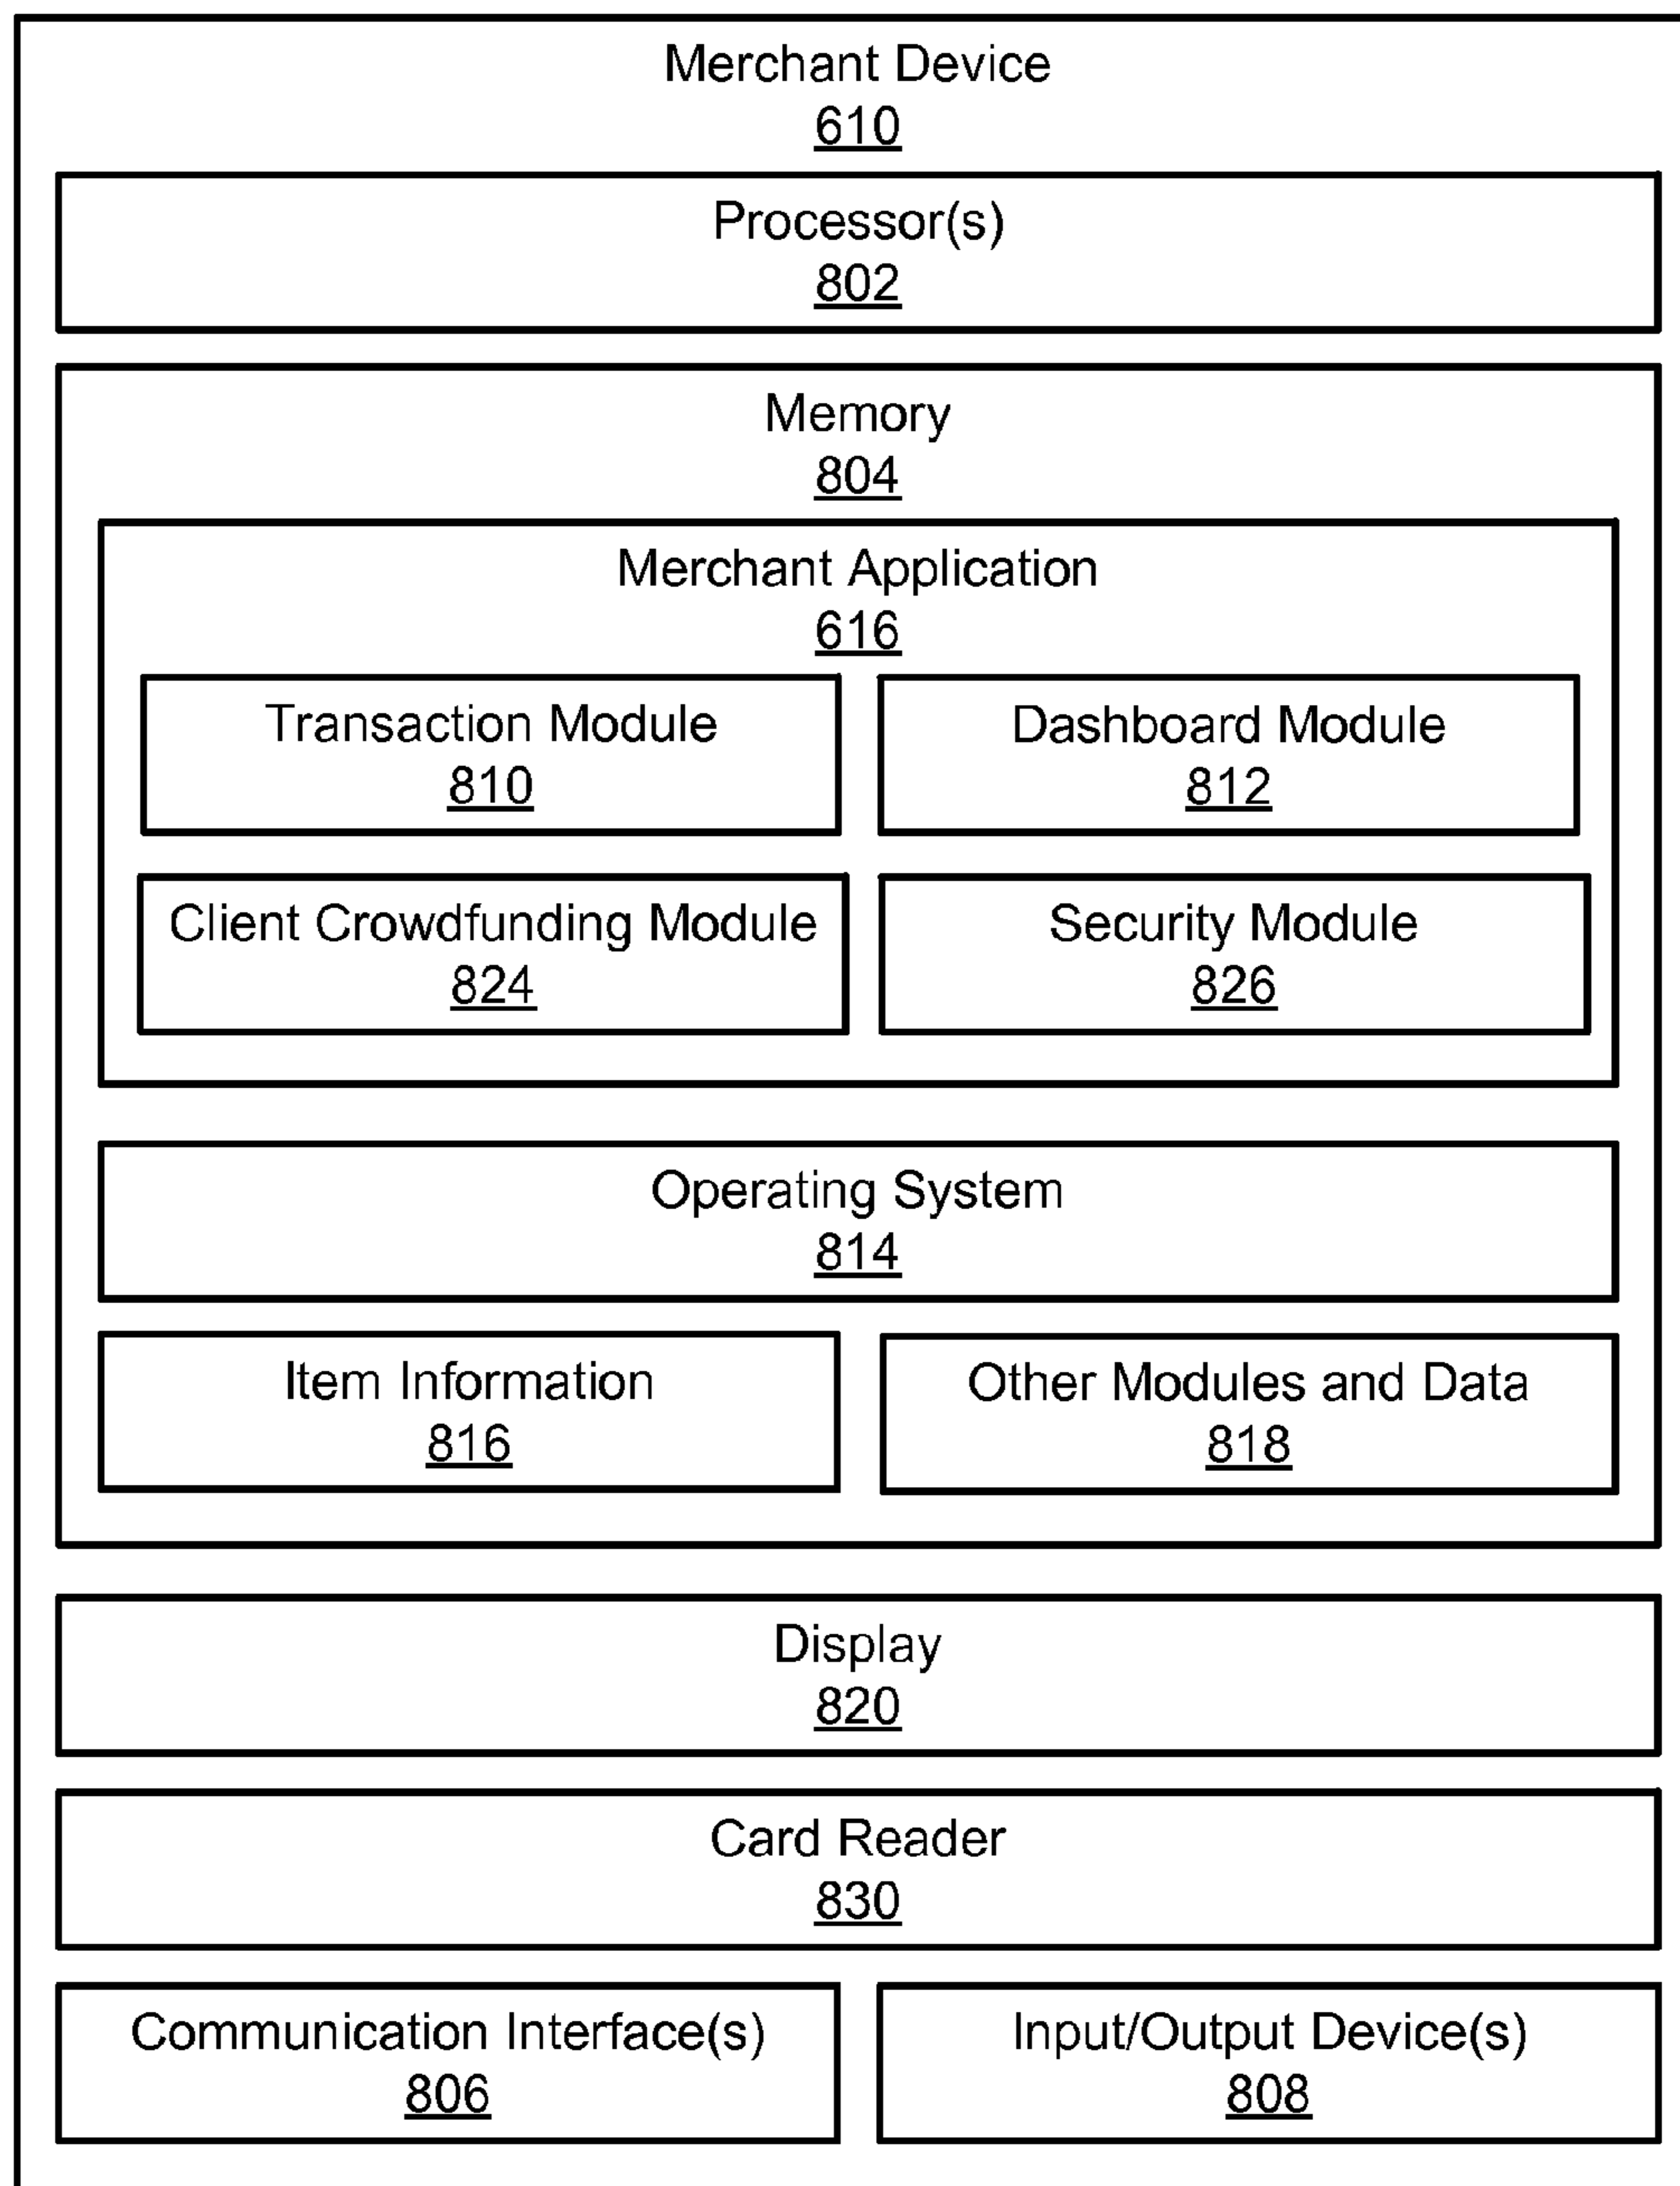 Merchant Device
610
Processor(s)
802
Memory
804
Merchant Application
616
Transaction Module
810
Dashboard Module
812
Client Crowdfunding Module
824
Security Module
826
Operating System
814
Item Information
816
Other Modules and Data
818
Display
820
Card Reader
830
Communication Interface(s)
806
Input/Output Device(s)
808